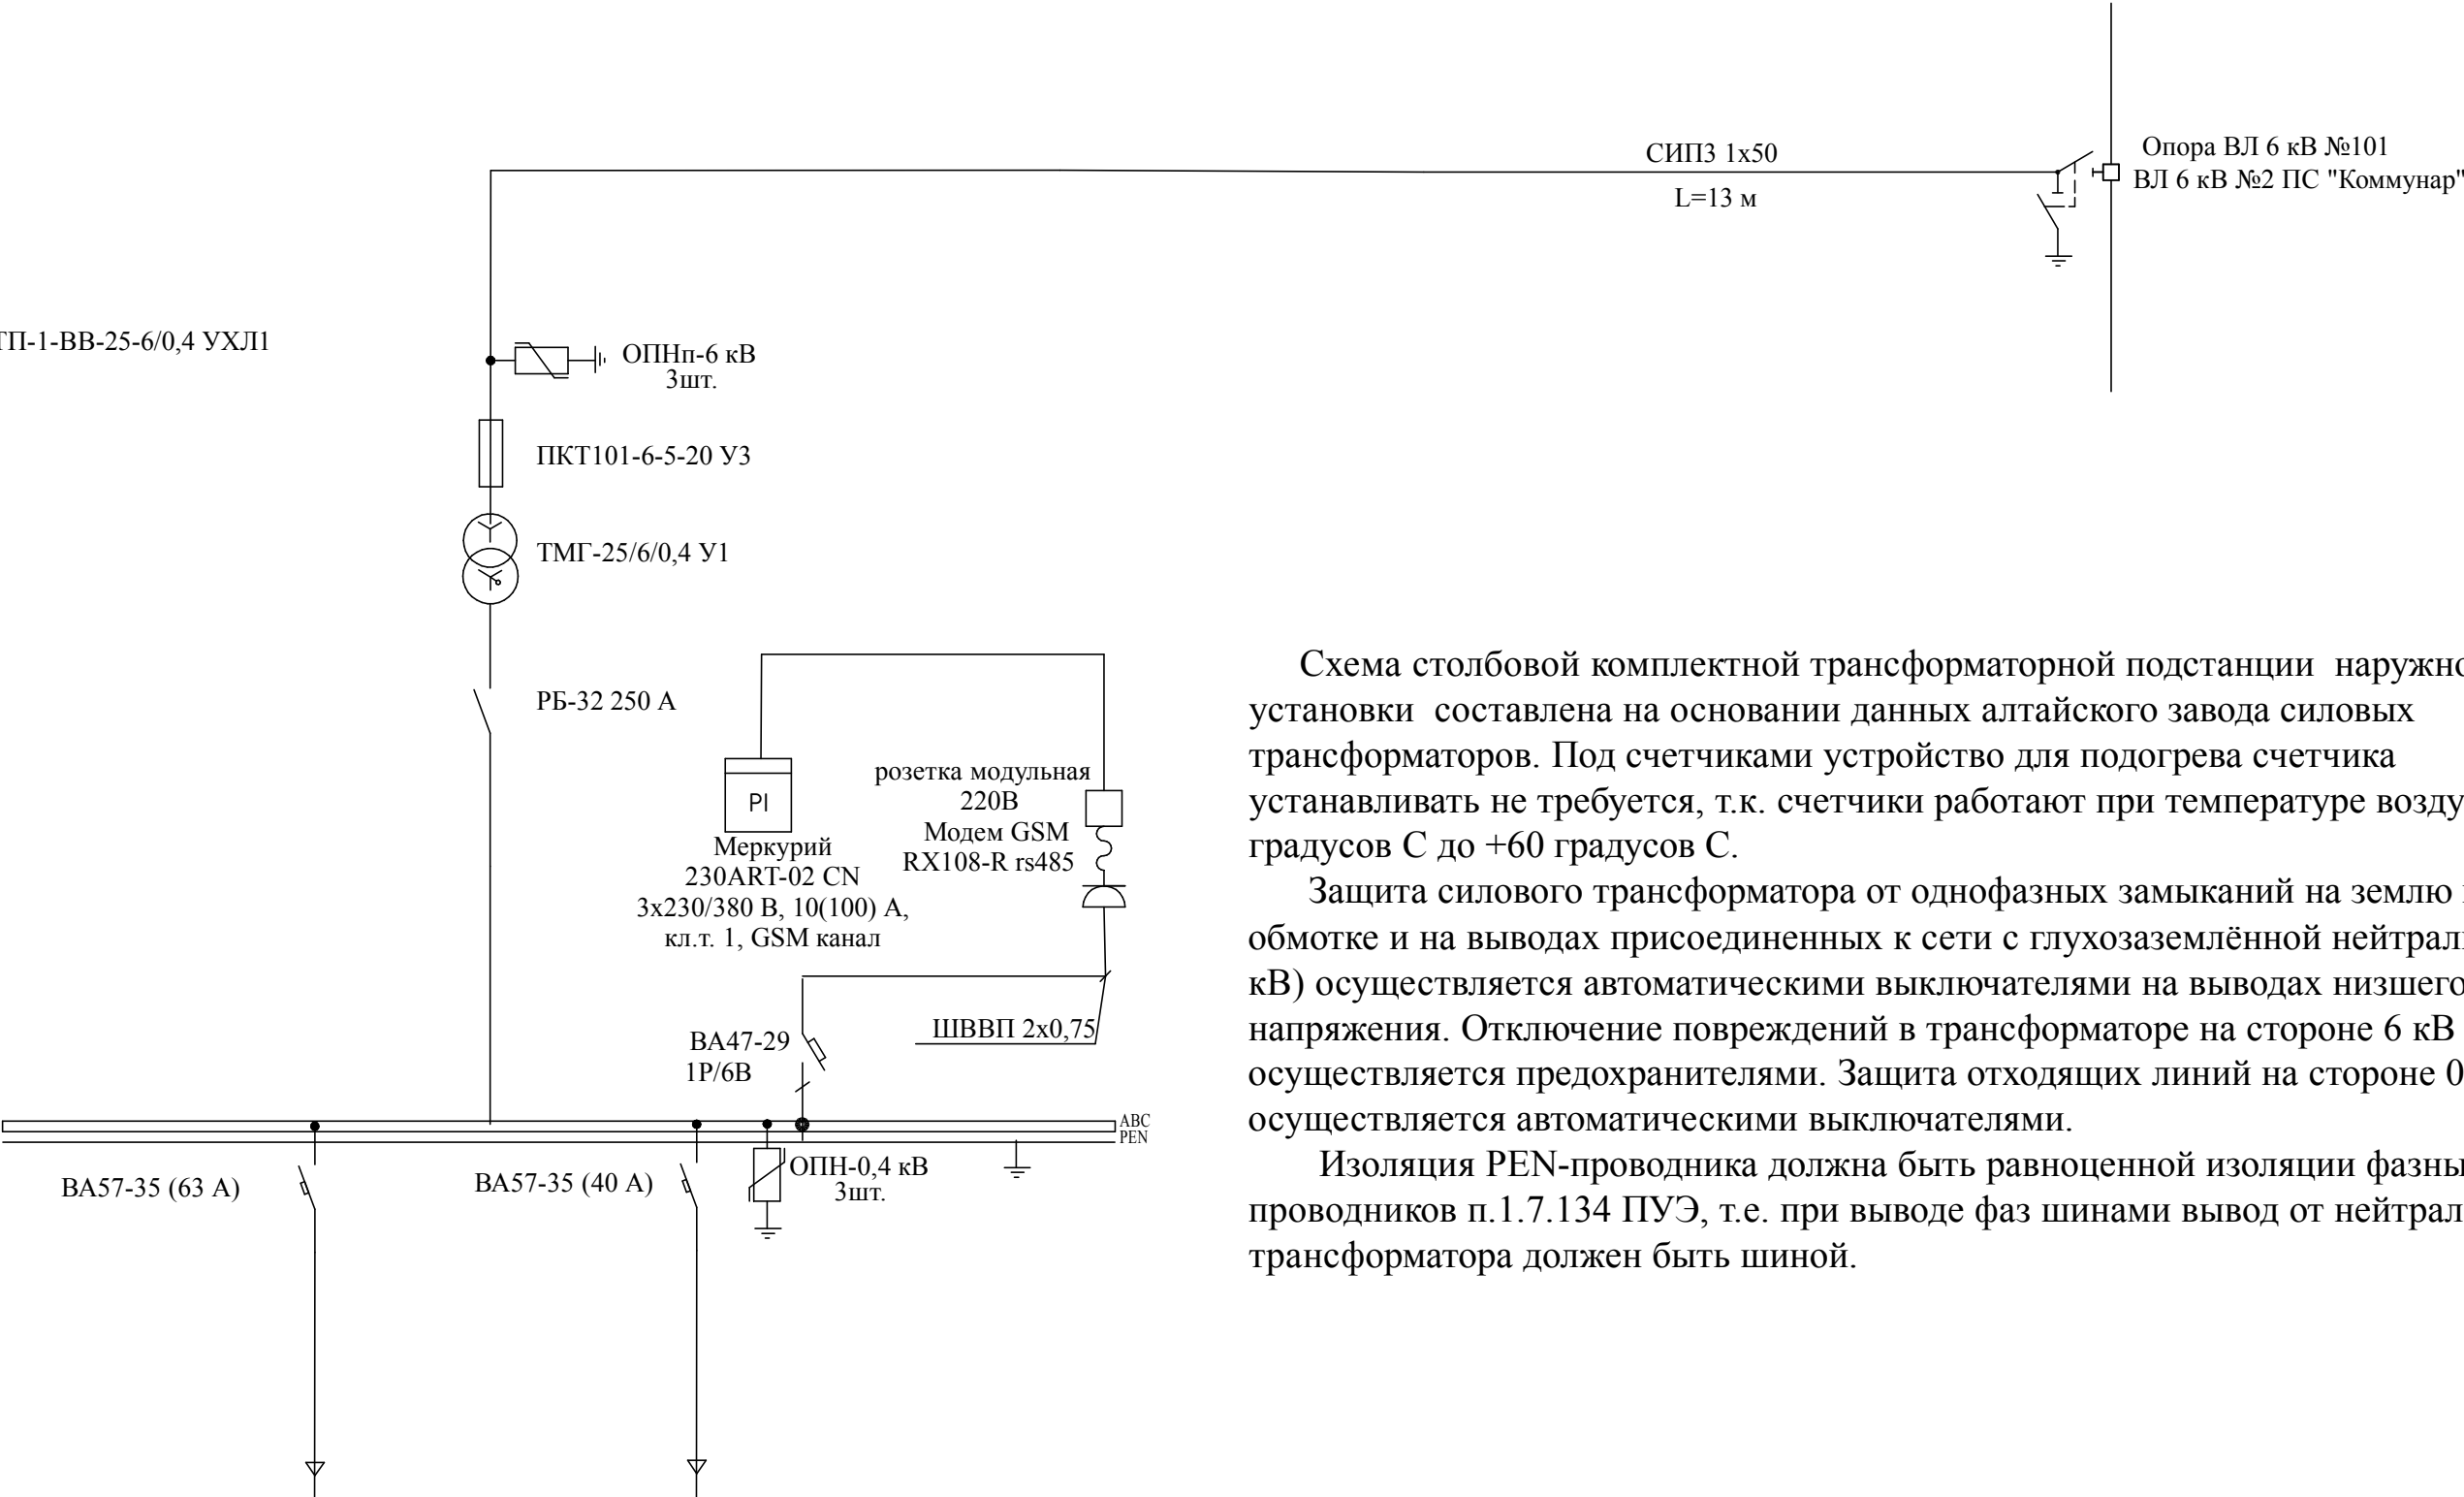 СИП3 1х50
L=13 м
Опора ВЛ 6 кВ №101
ВЛ 6 кВ №2 ПС "Коммунар"
ТП-1-ВВ-25-6/0,4 УХЛ1
ОПНп-6 кВ
3шт.
ПКТ101-6-5-20 У3
ТМГ-25/6/0,4 У1
РБ-32 250 А
PI
Меркурий
230ART-02 CN
3х230/380 В, 10(100) А,
кл.т. 1, GSM канал
розетка модульная
220В
Модем GSM
RX108-R rs485
ШВВП 2х0,75
ВА47-29
1Р/6В
АВС
PEN
ВА57-35 (63 А)
ВА57-35 (40 А)
ОПН-0,4 кВ
3шт.
Схема столбовой комплектной трансформаторной подстанции наружно
установки составлена на основании данных алтайского завода силовых
трансформаторов. Под счетчиками устройство для подогрева счетчика
устанавливать не требуется, т.к. счетчики работают при температуре возду
градусов С до +60 градусов С.
Защита силового трансформатора от однофазных замыканий на землю
обмотке и на выводах присоединенных к сети с глухозаземлённой нейтрал
кВ) осуществляется автоматическими выключателями на выводах низшего
напряжения. Отключение повреждений в трансформаторе на стороне 6 кВ
осуществляется предохранителями. Защита отходящих линий на стороне 0
осуществляется автоматическими выключателями.
Изоляция PEN-проводника должна быть равноценной изоляции фазны
проводников п.1.7.134 ПУЭ, т.е. при выводе фаз шинами вывод от нейтрал
трансформатора должен быть шиной.